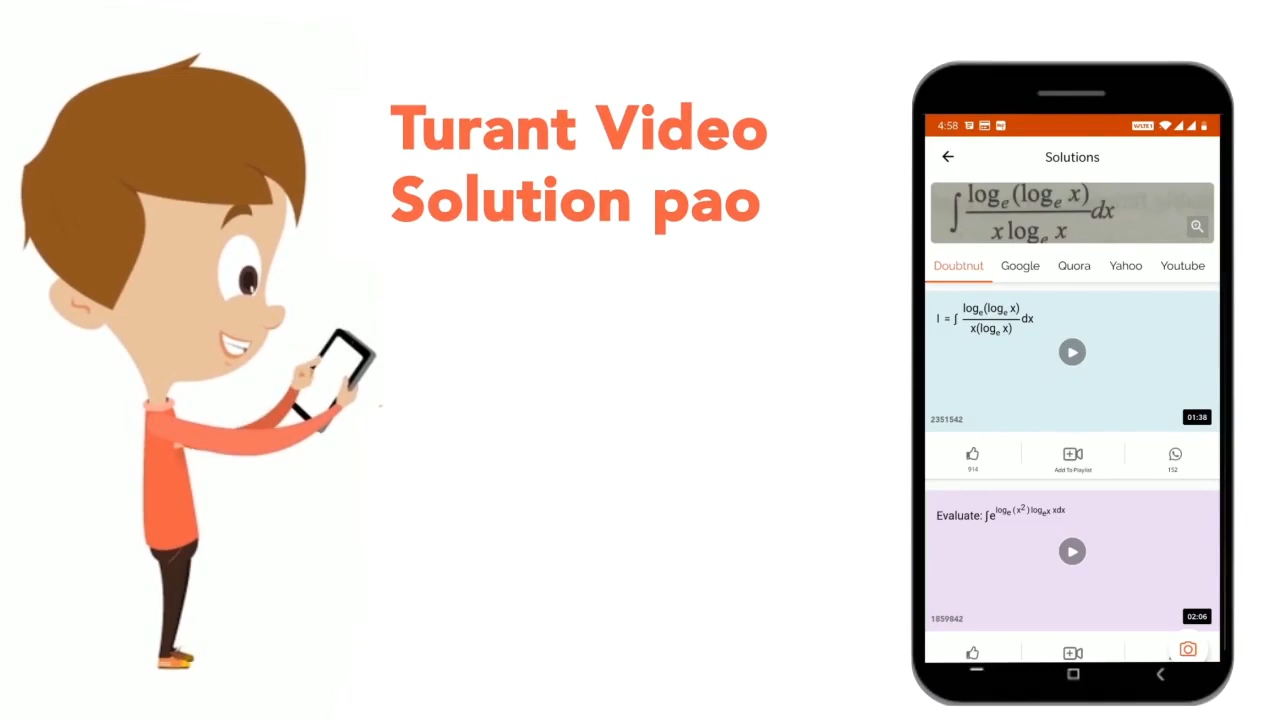 Turant Video
Solution pao
4:58
VoLTE1
Solutions
∫ logₑ(logₑ x) / x logₑ x dx
Doubtnut Google Quora Yahoo Youtube
I = ∫ logₑ(logₑ x) / x(logₑ x) dx
2351542 01:38
914 Add To Playlist 152
Evaluate: ∫e^logₑ(x²)logₑx xdx
1859842 02:06